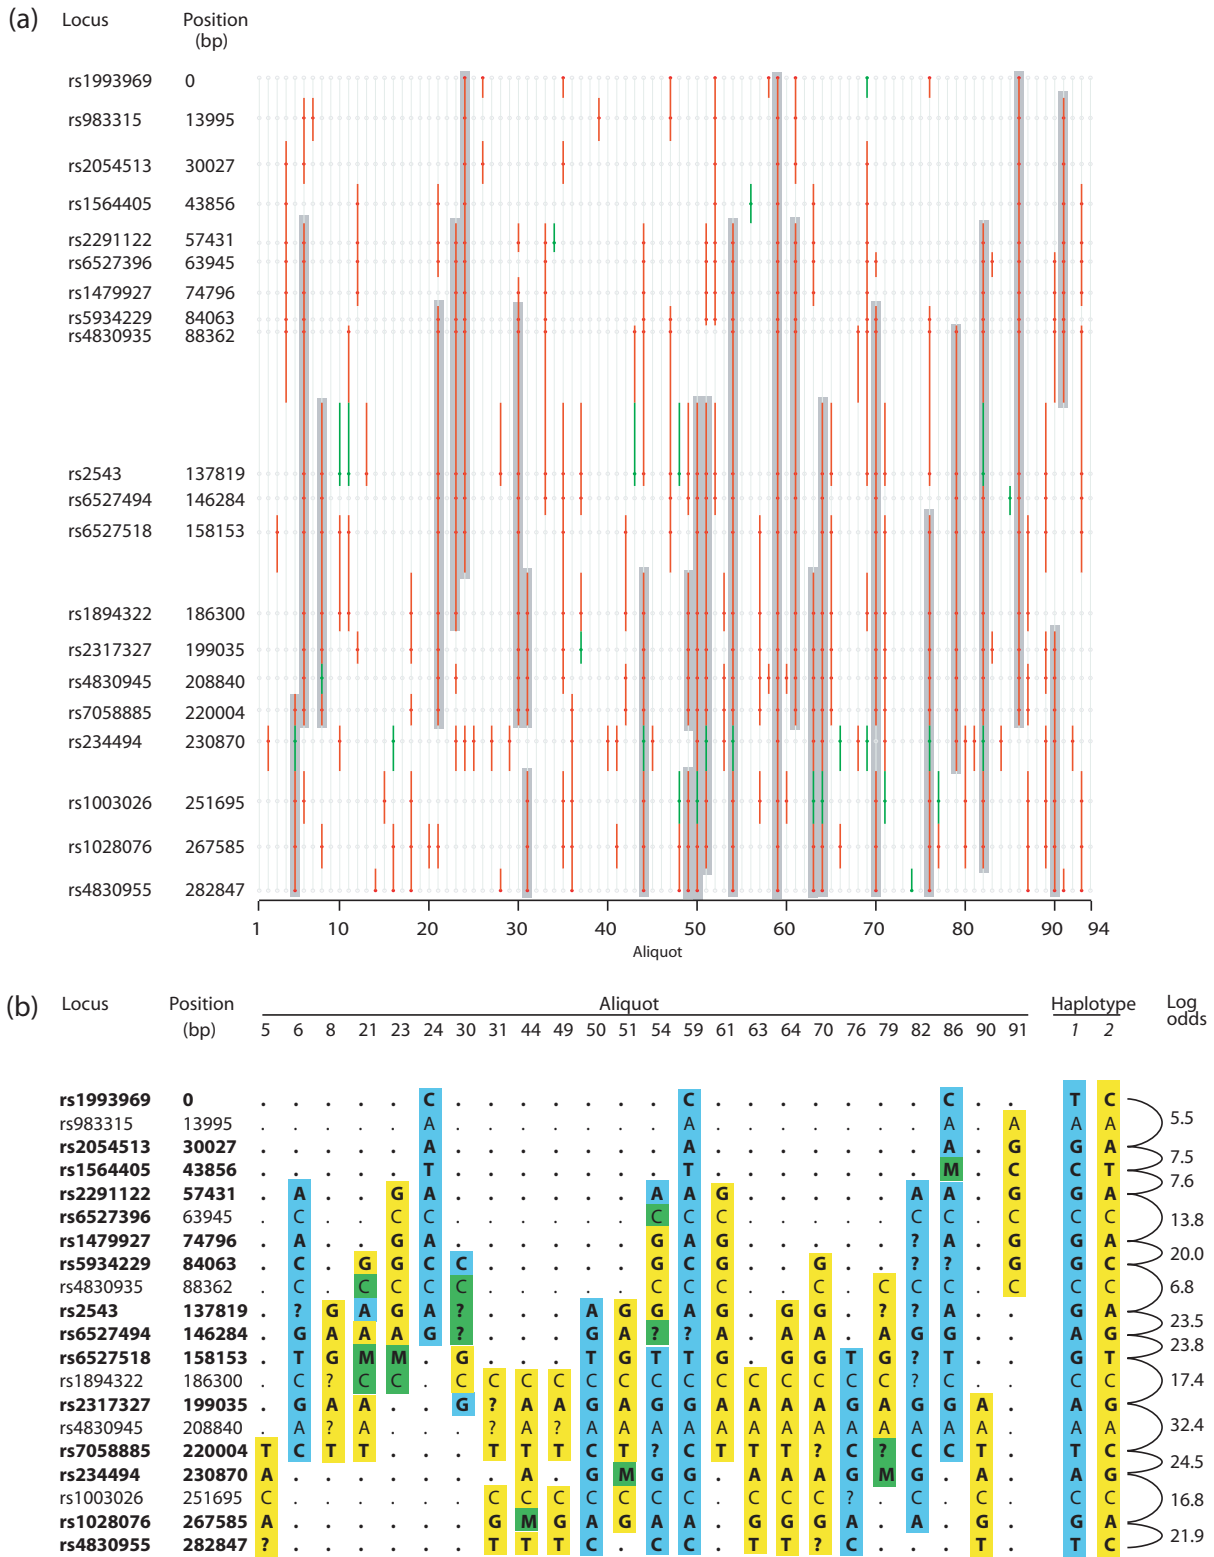 (a) Locus Position (bp)
rs1993969 0
rs983315 13995
rs2054513 30027
rs1564405 43856
rs2291122 57431
rs6527396 63945
rs1479927 74796
rs5934229 84063
rs4830935 88362
rs2543 137819
rs6527494 146284
rs6527518 158153
rs1894322 186300
rs2317327 199035
rs4830945 208840
rs7058885 220004
rs234494 230870
rs1003026 251695
rs1028076 267585
rs4830955 282847
1 10 20 30 40 50 60 70 80 90 94
Aliquot
(b) Locus Position (bp) Aliquot Haplotype Log odds
5 6 8 21 23 24 30 31 44 49 50 51 54 59 61 63 64 70 76 79 82 86 90 91 1 2
rs1993969 0 . . . . . C . . . . . . . C . . . . . . . C . . T C
5.5
rs983315 13995 . . . . . A . . . . . . . A . . . . . . . A . A A A
rs2054513 30027 . . . . . A . . . . . . . A . . . . . . . A . G G A
7.5
rs1564405 43856 . . . . . T . . . . . . . T . . . . . . . M . C C T
7.6
rs2291122 57431 . A . . G A . . . . . . A A G . . . . . A A . G G A
13.8
rs6527396 63945 . C . . C C . . . . . . C C C . . . . . C C . C C C
rs1479927 74796 . A . . G A . . . . . . G A G . . . . . ? A . G G A
20.0
rs5934229 84063 . C . G G C C . . . . . G C G . . G . . ? ? . G G C
6.8
rs4830935 88362 . C . C C C C . . . . . C C C . . C . C C C . C C C
rs2543 137819 . ? G A G A ? . . . A G G A G . G G . ? ? A . . G A
23.5
rs6527494 146284 . G A A A G ? . . . G A ? ? A . A A . A G G . . A G
23.8
rs6527518 158153 . T G M M . G . . . T G T T G . G G T G ? T . . G T
17.4
rs1894322 186300 . C ? C C . C C C C C C C C C C C C C C C C . . C C
rs2317327 199035 . G A A . . G ? A A G A G G A A A A G A G G A . A G
32.4
rs4830945 208840 . A ? A . . . ? A A A A A A A A A A A A A A A . A A
rs7058885 220004 T C T T . . . T T T C T ? C T T T ? C ? C C T . T C
24.5
rs234494 230870 A . . . . . . . A . G M G G . A A A G M G . A . A G
16.8
rs1003026 251695 C . . . . . . C C C C C C C . C C C ? . C . C . C C
rs1028076 267585 A . . . . . . G M G A G A A . G G G A . A . G . G A
21.9
rs4830955 282847 ? . . . . . . T T T C . C C . T T ? C . . . T . T C